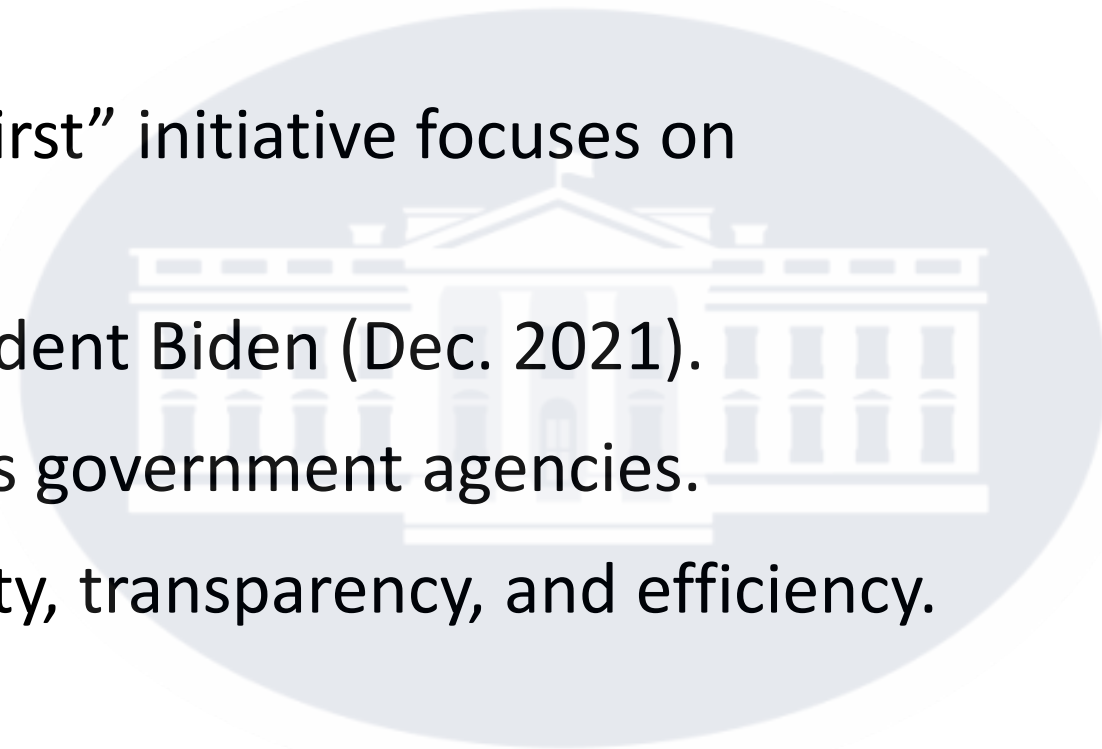 irst” initiative focuses on
dent Biden (Dec. 2021).
s government agencies.
ty, transparency, and efficiency.